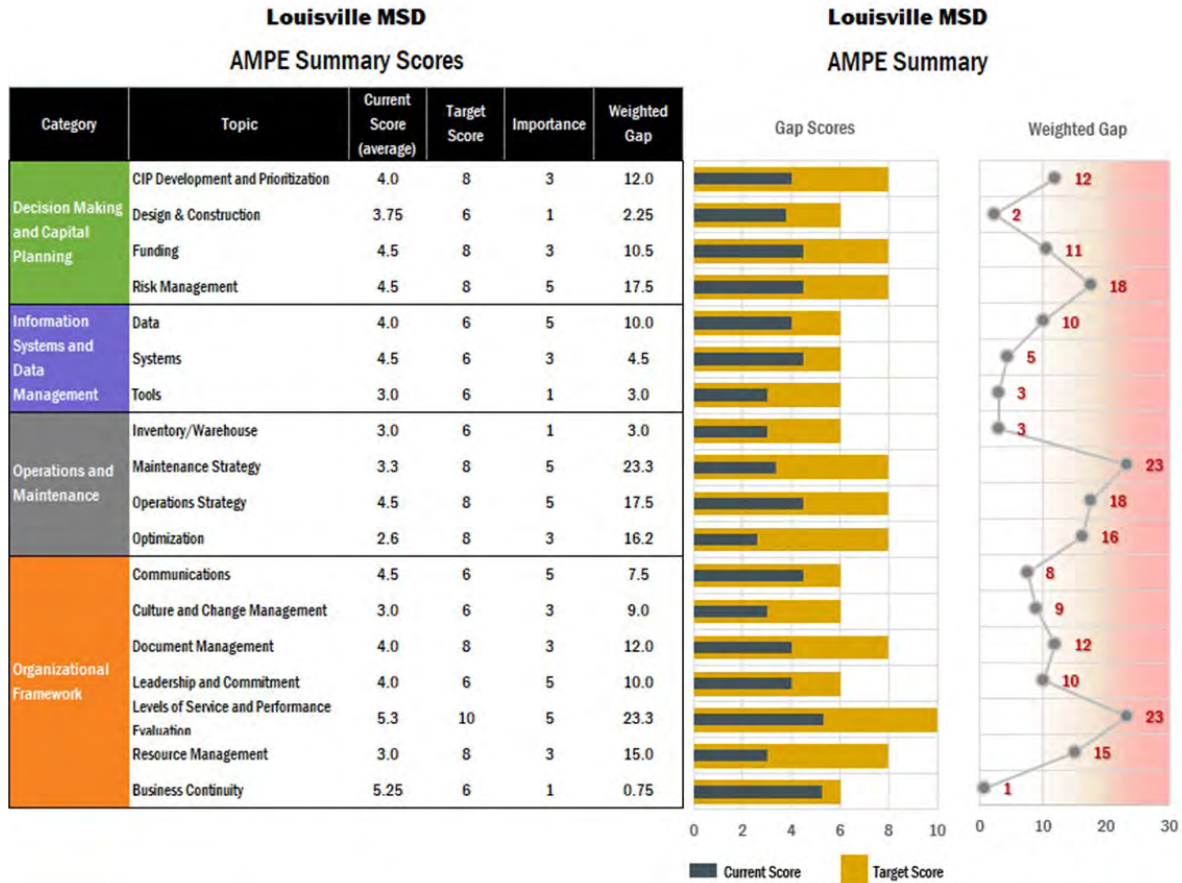 Louisville MSD
AMPE Summary Scores
Category Topic Current Score (average) Target Score Importance Weighted Gap
Decision Making and Capital Planning
CIP Development and Prioritization 4.0 8 3 12.0
Design & Construction 3.75 6 1 2.25
Funding 4.5 8 3 10.5
Risk Management 4.5 8 5 17.5
Information Systems and Data Management
Data 4.0 6 5 10.0
Systems 4.5 6 3 4.5
Tools 3.0 6 1 3.0
Operations and Maintenance
Inventory/Warehouse 3.0 6 1 3.0
Maintenance Strategy 3.3 8 5 23.3
Operations Strategy 4.5 8 5 17.5
Optimization 2.6 8 3 16.2
Organizational Framework
Communications 4.5 6 5 7.5
Culture and Change Management 3.0 6 3 9.0
Document Management 4.0 8 3 12.0
Leadership and Commitment 4.0 6 5 10.0
Levels of Service and Performance Evaluation 5.3 10 5 23.3
Resource Management 3.0 8 3 15.0
Business Continuity 5.25 6 1 0.75
Louisville MSD
AMPE Summary
Gap Scores
0 2 4 6 8 10
Current Score Target Score
Weighted Gap
12
2
11
18
10
5
3
3
23
18
16
8
9
12
10
23
15
1
0 10 20 30